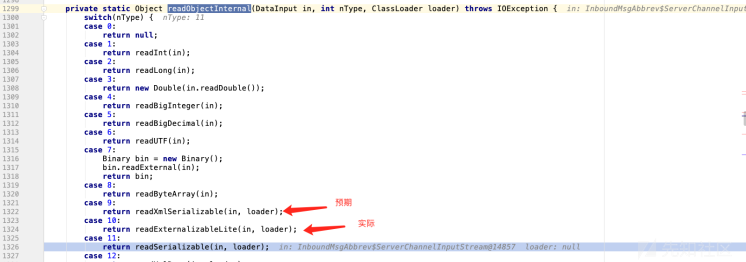 1299 private static Object readObjectInternal(DataInput in, int nType, ClassLoader loader) throws IOException { in: InboundMsgAbbrev$ServerChannelInput
1300 switch(nType) { nType: 11
1301 case 0:
1302 return null;
1303 case 1:
1304 return readInt(in);
1305 case 2:
1306 return readLong(in);
1307 case 3:
1308 return new Double(in.readDouble());
1309 case 4:
1310 return readBigInteger(in);
1311 case 5:
1312 return readBigDecimal(in);
1313 case 6:
1314 return readUTF(in);
1315 case 7:
1316 Binary bin = new Binary();
1317 bin.readExternal(in);
1318 return bin;
1319 case 8:
1320 return readByteArray(in);
1321 case 9: 预期
1322 return readXmlSerializable(in, loader);
1323 case 10: 实际
1324 return readExternalizableLite(in, loader);
1325 case 11:
1326 return readSerializable(in, loader); in: InboundMsgAbbrev$ServerChannelInputStream@14857 loader: null
1327 case 12: